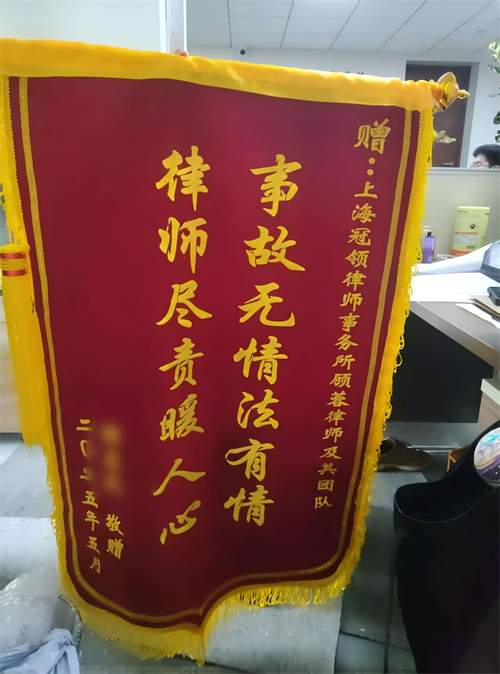 赠：上海冠领律师事务所顾蓉律师及其团队
事故无情法有情
律师尽责暖人心
敬赠
二〇二五年五月